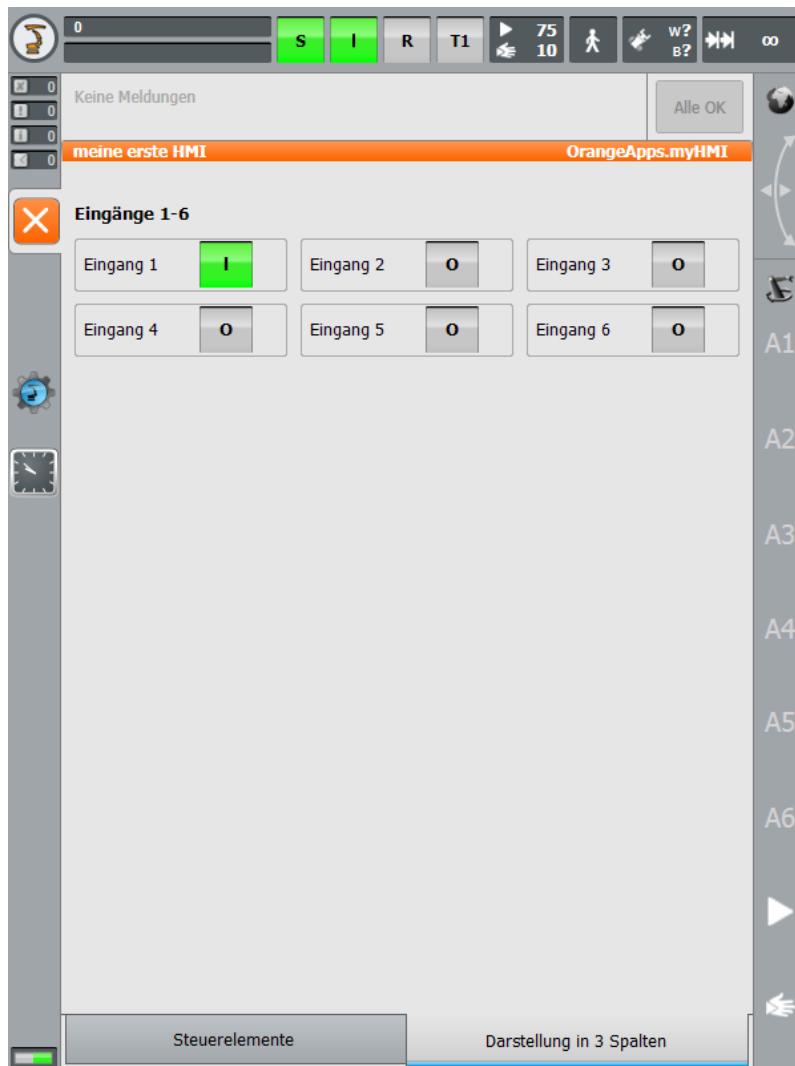 0
S I R T1 75 10 W? B? ∞
0
0
0
0
Keine Meldungen
Alle OK
meine erste HMI OrangeApps.myHMI
Eingänge 1-6
Eingang 1 I Eingang 2 O Eingang 3 O
Eingang 4 O Eingang 5 O Eingang 6 O
A1
A2
A3
A4
A5
A6
Steuerelemente Darstellung in 3 Spalten